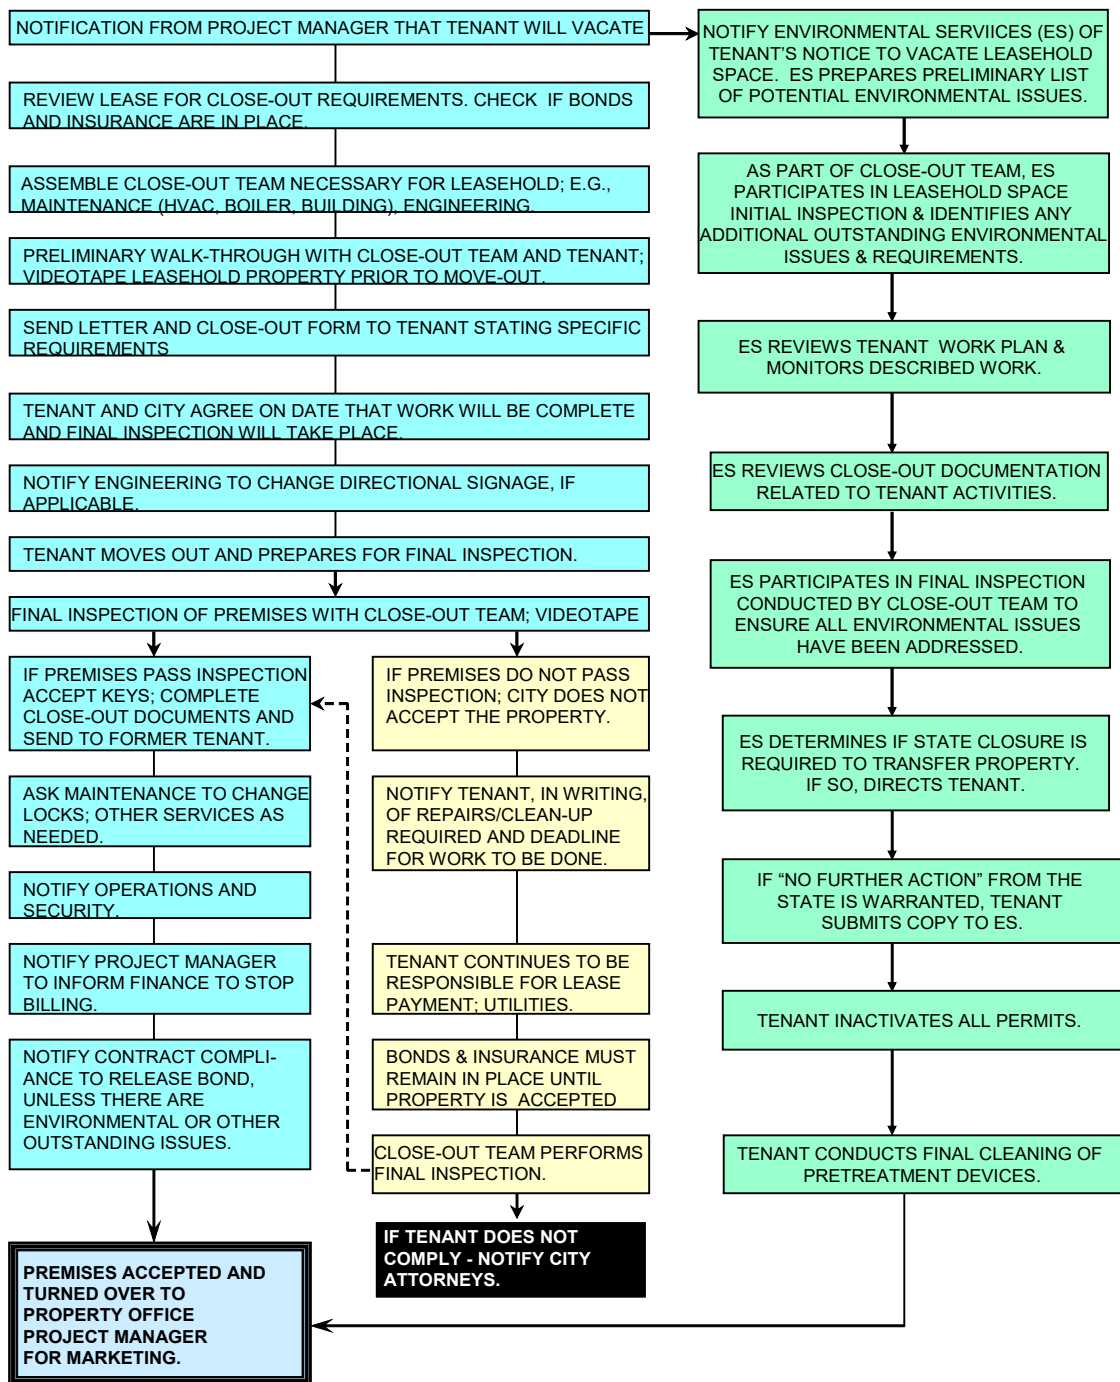 NOTIFICATION FROM PROJECT MANAGER THAT TENANT WILL VACATE
REVIEW LEASE FOR CLOSE-OUT REQUIREMENTS. CHECK IF BONDS
AND INSURANCE ARE IN PLACE.
ASSEMBLE CLOSE-OUT TEAM NECESSARY FOR LEASEHOLD; E.G.,
MAINTENANCE (HVAC, BOILER, BUILDING), ENGINEERING.
PRELIMINARY WALK-THROUGH WITH CLOSE-OUT TEAM AND TENANT;
VIDEOTAPE LEASEHOLD PROPERTY PRIOR TO MOVE-OUT.
SEND LETTER AND CLOSE-OUT FORM TO TENANT STATING SPECIFIC
REQUIREMENTS
TENANT AND CITY AGREE ON DATE THAT WORK WILL BE COMPLETE
AND FINAL INSPECTION WILL TAKE PLACE.
NOTIFY ENGINEERING TO CHANGE DIRECTIONAL SIGNAGE, IF
APPLICABLE.
TENANT MOVES OUT AND PREPARES FOR FINAL INSPECTION.
FINAL INSPECTION OF PREMISES WITH CLOSE-OUT TEAM; VIDEOTAPE
IF PREMISES PASS INSPECTION
ACCEPT KEYS; COMPLETE
CLOSE-OUT DOCUMENTS AND
SEND TO FORMER TENANT.
ASK MAINTENANCE TO CHANGE
LOCKS; OTHER SERVICES AS
NEEDED.
NOTIFY OPERATIONS AND
SECURITY.
NOTIFY PROJECT MANAGER
TO INFORM FINANCE TO STOP
BILLING.
NOTIFY CONTRACT COMPLI-
ANCE TO RELEASE BOND,
UNLESS THERE ARE
ENVIRONMENTAL OR OTHER
OUTSTANDING ISSUES.
PREMISES ACCEPTED AND
TURNED OVER TO
PROPERTY OFFICE
PROJECT MANAGER
FOR MARKETING.
IF PREMISES DO NOT PASS
INSPECTION; CITY DOES NOT
ACCEPT THE PROPERTY.
NOTIFY TENANT, IN WRITING,
OF REPAIRS/CLEAN-UP
REQUIRED AND DEADLINE
FOR WORK TO BE DONE.
TENANT CONTINUES TO BE
RESPONSIBLE FOR LEASE
PAYMENT; UTILITIES.
BONDS & INSURANCE MUST
REMAIN IN PLACE UNTIL
PROPERTY IS ACCEPTED
CLOSE-OUT TEAM PERFORMS
FINAL INSPECTION.
IF TENANT DOES NOT
COMPLY - NOTIFY CITY
ATTORNEYS.
NOTIFY ENVIRONMENTAL SERVIICES (ES) OF
TENANT'S NOTICE TO VACATE LEASEHOLD
SPACE. ES PREPARES PRELIMINARY LIST
OF POTENTIAL ENVIRONMENTAL ISSUES.
AS PART OF CLOSE-OUT TEAM, ES
PARTICIPATES IN LEASEHOLD SPACE
INITIAL INSPECTION & IDENTIFIES ANY
ADDITIONAL OUTSTANDING ENVIRONMENTAL
ISSUES & REQUIREMENTS.
ES REVIEWS TENANT WORK PLAN &
MONITORS DESCRIBED WORK.
ES REVIEWS CLOSE-OUT DOCUMENTATION
RELATED TO TENANT ACTIVITIES.
ES PARTICIPATES IN FINAL INSPECTION
CONDUCTED BY CLOSE-OUT TEAM TO
ENSURE ALL ENVIRONMENTAL ISSUES
HAVE BEEN ADDRESSED.
ES DETERMINES IF STATE CLOSURE IS
REQUIRED TO TRANSFER PROPERTY.
IF SO, DIRECTS TENANT.
IF “NO FURTHER ACTION” FROM THE
STATE IS WARRANTED, TENANT
SUBMITS COPY TO ES.
TENANT INACTIVATES ALL PERMITS.
TENANT CONDUCTS FINAL CLEANING OF
PRETREATMENT DEVICES.